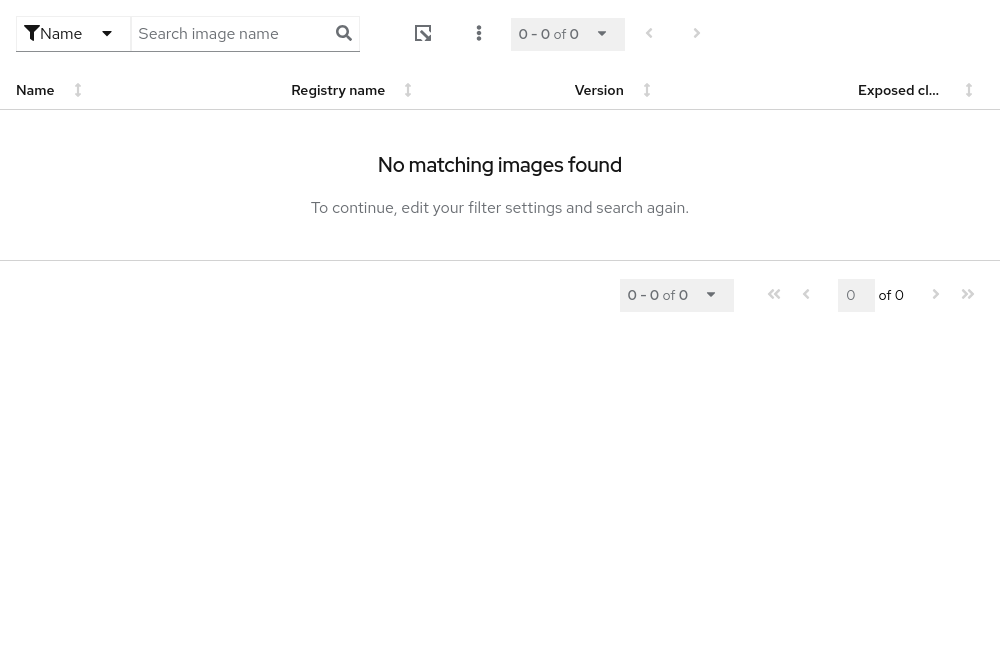 Name Search image name 0 - 0 of 0
Name Registry name Version Exposed cl...
No matching images found
To continue, edit your filter settings and search again.
0 - 0 of 0 0 of 0